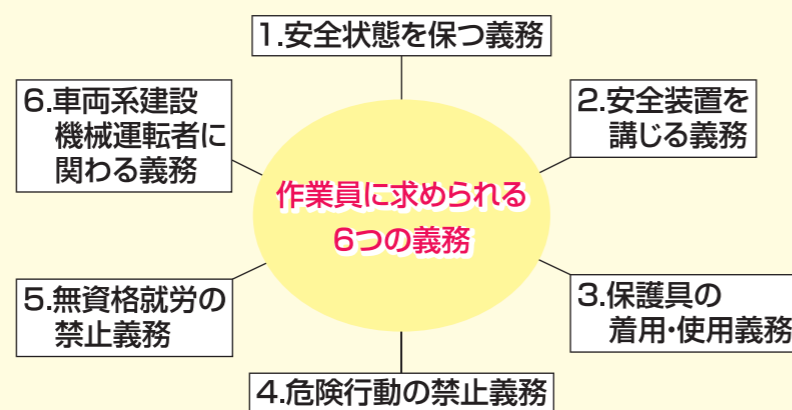 1.安全状態を保つ義務
2.安全装置を
講じる義務
3.保護具の
着用・使用義務
4.危険行動の禁止義務
5.無資格就労の
禁止義務
6.車両系建設
機械運転者に
関わる義務
作業員に求められる
6つの義務